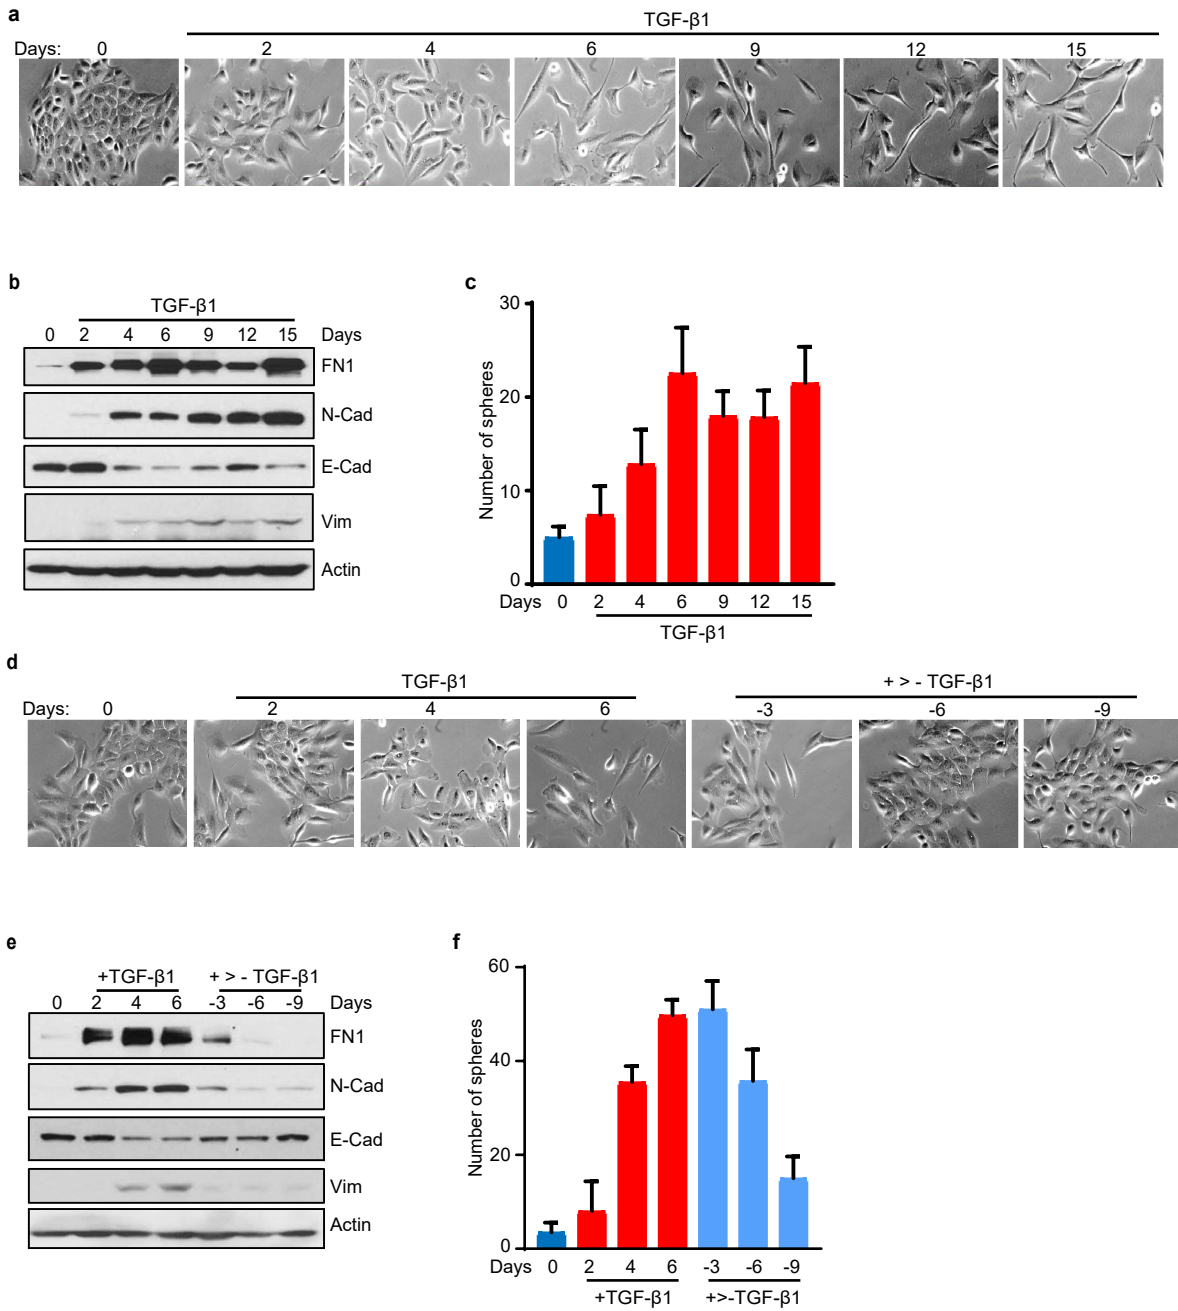 a
TGF-β1
Days: 0 2 4 6 9 12 15
b
TGF-β1
0 2 4 6 9 12 15 Days
FN1
N-Cad
E-Cad
Vim
Actin
c
Number of spheres
30
20
10
0
Days 0 2 4 6 9 12 15
TGF-β1
d
TGF-β1 + > - TGF-β1
Days: 0 2 4 6 -3 -6 -9
e
+TGF-β1 + > - TGF-β1
0 2 4 6 -3 -6 -9 Days
FN1
N-Cad
E-Cad
Vim
Actin
f
Number of spheres
60
40
20
0
Days 0 2 4 6 -3 -6 -9
+TGF-β1 +>-TGF-β1